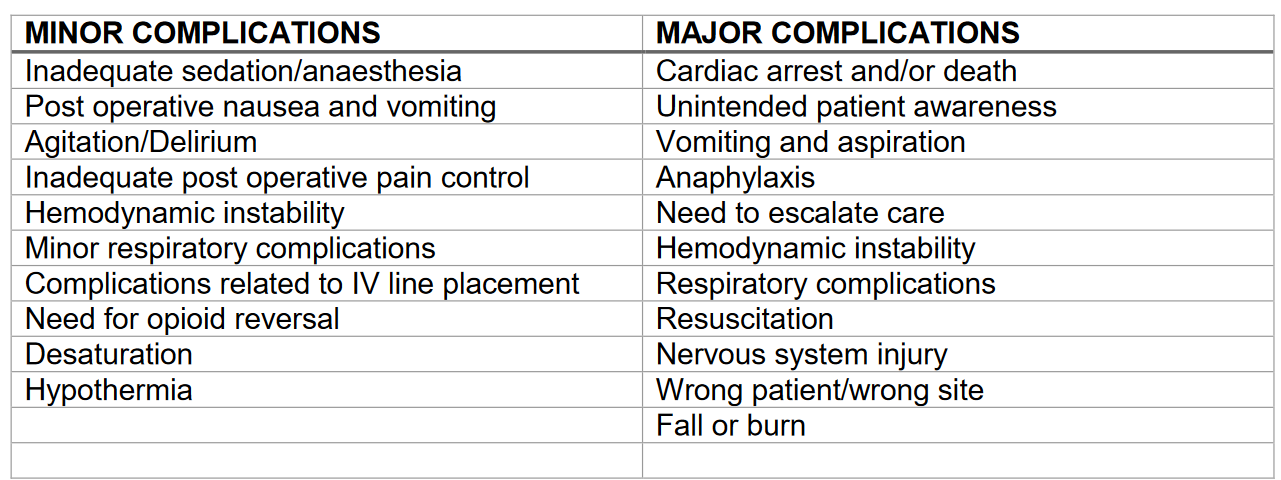 MINOR COMPLICATIONS MAJOR COMPLICATIONS
Inadequate sedation/anaesthesia Cardiac arrest and/or death
Post operative nausea and vomiting Unintended patient awareness
Agitation/Delirium Vomiting and aspiration
Inadequate post operative pain control Anaphylaxis
Hemodynamic instability Need to escalate care
Minor respiratory complications Hemodynamic instability
Complications related to IV line placement Respiratory complications
Need for opioid reversal Resuscitation
Desaturation Nervous system injury
Hypothermia Wrong patient/wrong site
Fall or burn